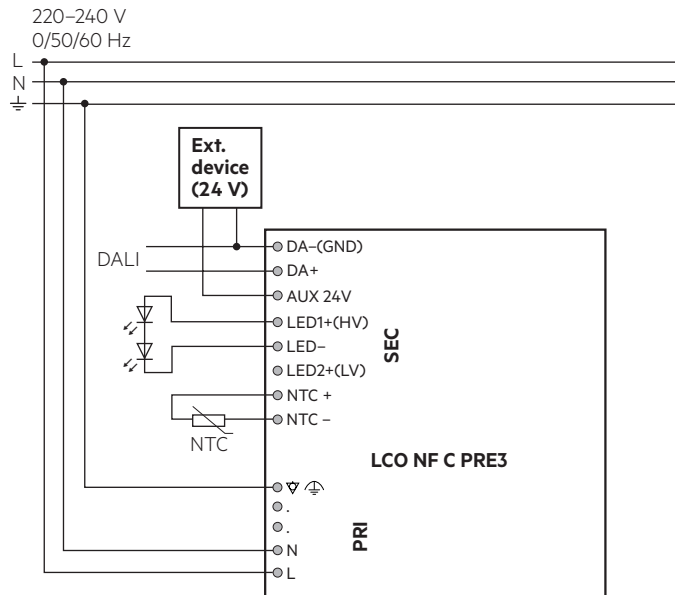 220–240 V
0/50/60 Hz
L
N
Ext.
device
(24 V)
DALI
DA–(GND)
DA+
AUX 24V
LED1+(HV)
LED–
LED2+(LV)
NTC +
NTC –
NTC
SEC
LCO NF C PRE3
.
.
PRI
N
L